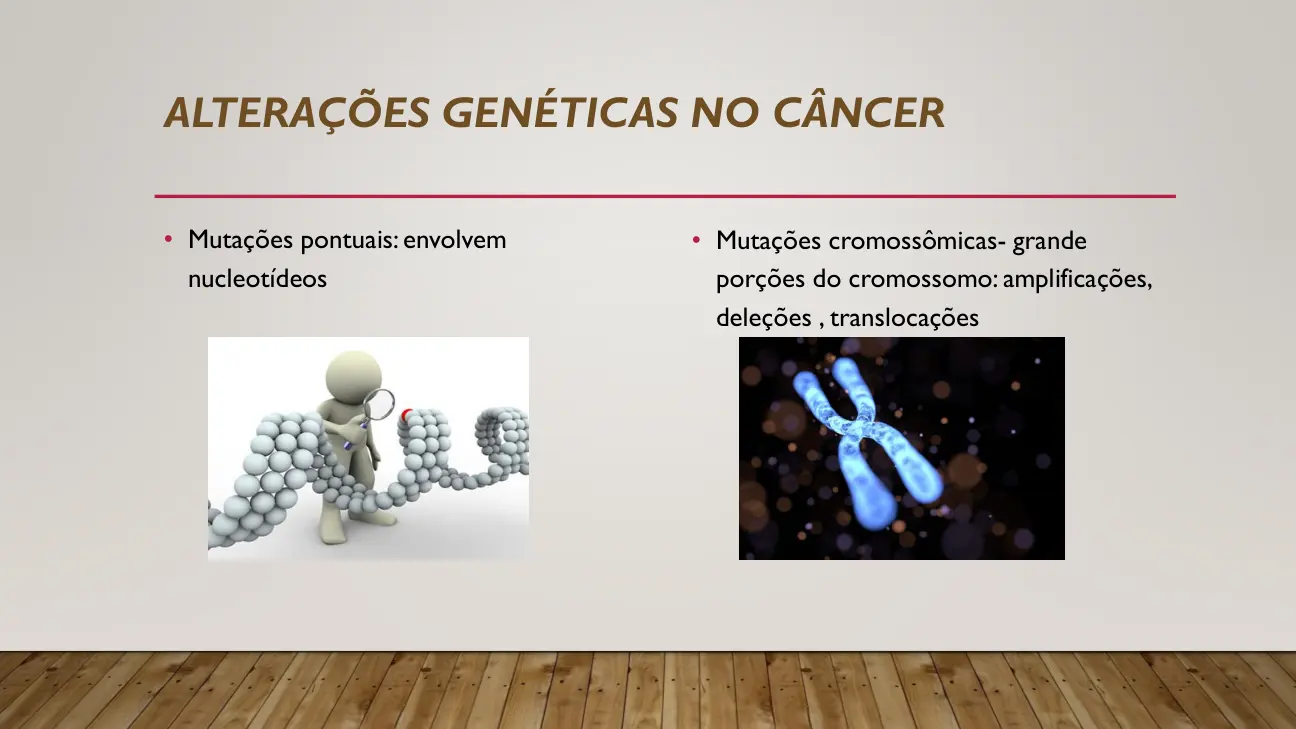 ALTERAÇÕES GENÉTICAS NO CÂNCER
• Mutações pontuais: envolvem
nucleotídeos
• Mutações cromossômicas- grande
porções do cromossomo: amplificações,
deleções , translocações